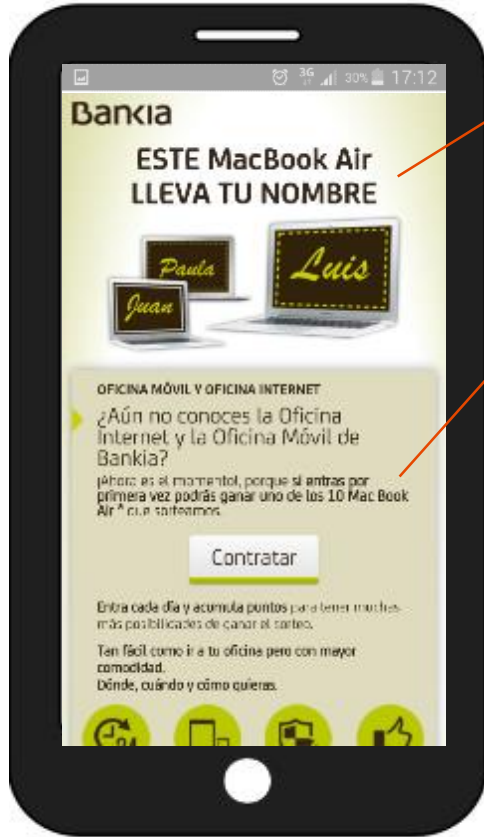 3G 30% 17:12
Bankia
ESTE MacBook Air
LLEVA TU NOMBRE
Paula
Luis
Juan
OFICINA MÓVIL Y OFICINA INTERNET
¿Aún no conoces la Oficina
Internet y la Oficina Móvil de
Bankia?
¡Ahora es el momento!, porque si entras por
primera vez podrás ganar uno de los 10 Mac Book
Air * que sorteamos.
Contratar
Entra cada día y acumula puntos para tener muchas
más posibilidades de ganar el sorteo.
Tan fácil como ir a tu oficina pero con mayor
comodidad.
Dónde, cuándo y cómo quieras.
24